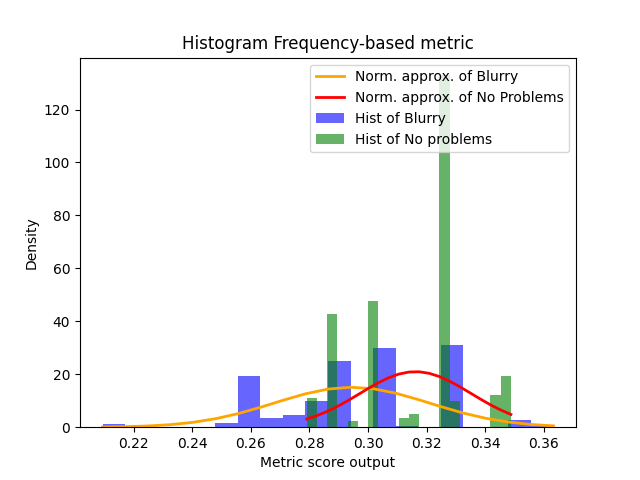 Histogram Frequency-based metric
Norm. approx. of Blurry
Norm. approx. of No Problems
Hist of Blurry
Hist of No problems
Density
120
100
80
60
40
20
0
0.22 0.24 0.26 0.28 0.30 0.32 0.34 0.36
Metric score output